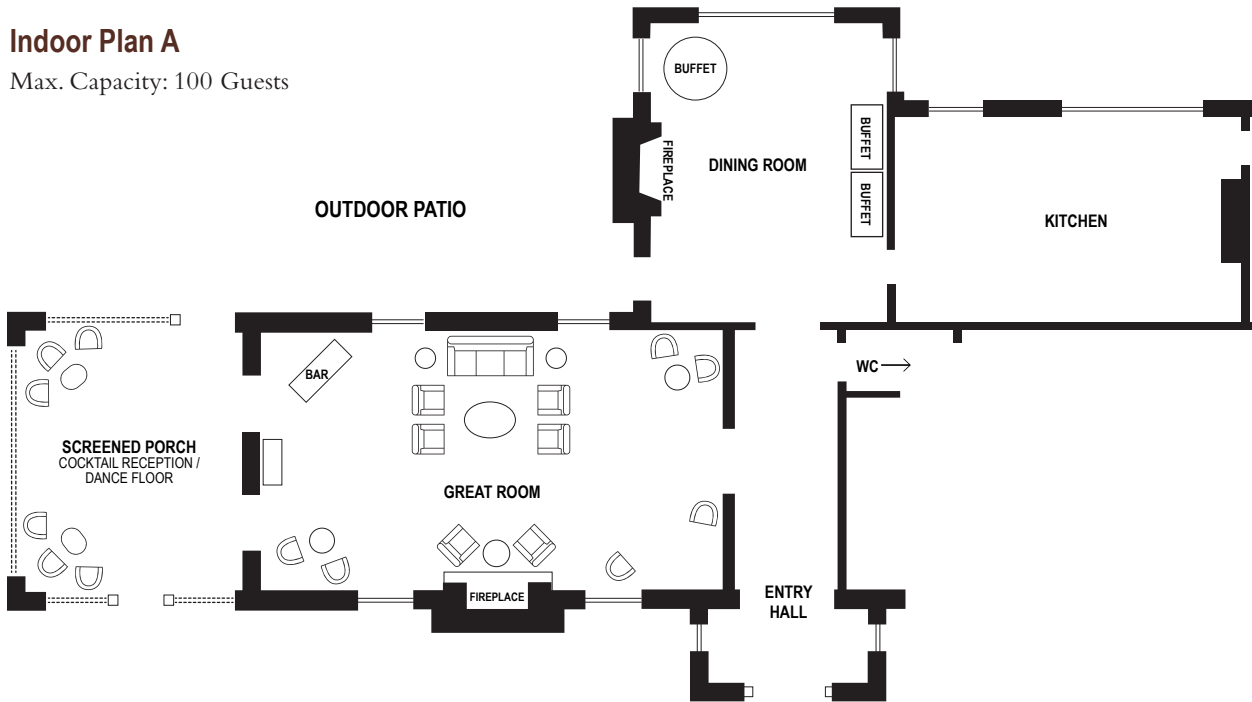 Indoor Plan A
Max. Capacity: 100 Guests
BUFFET
BUFFET
BUFFET
FIREPLACE
DINING ROOM
KITCHEN
OUTDOOR PATIO
BAR
WC
SCREENED PORCH
COCKTAIL RECEPTION /
DANCE FLOOR
GREAT ROOM
FIREPLACE
ENTRY
HALL